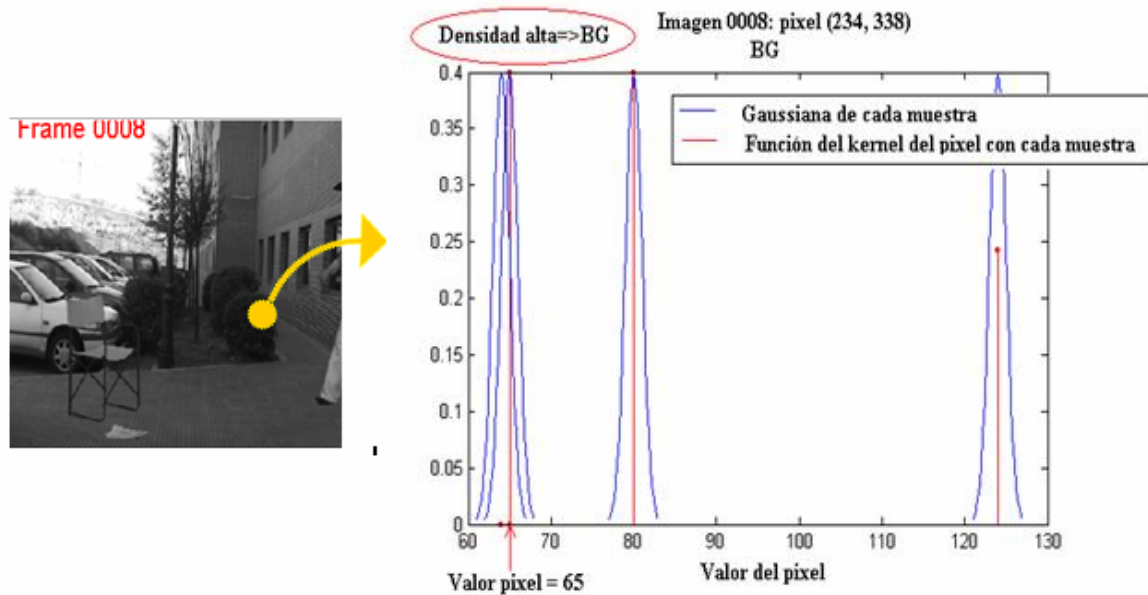 Densidad alta=>BG
Imagen 0008: pixel (234, 338)
BG
Frame 0008
Gaussiana de cada muestra
Función del kernel del pixel con cada muestra
0.4
0.35
0.3
0.25
0.2
0.15
0.1
0.05
0
60 70 80 90 100 110 120 130
Valor pixel = 65
Valor del pixel